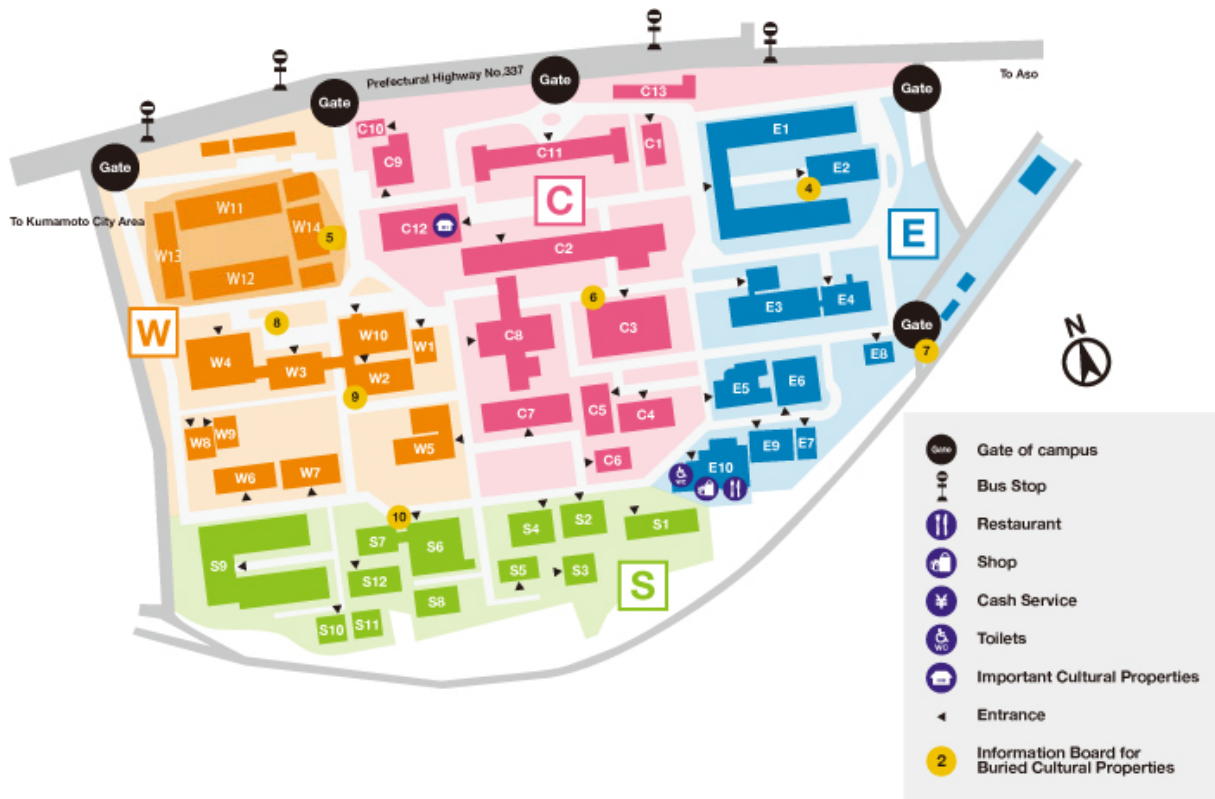 Prefectural Highway No.337
To Aso
To Kumamoto City Area
Gate
Gate
Gate
Gate
Gate
C13
C10
C9
C11
C1
E1
E2
4
C
W11
W14
5
W13
W12
C12
C2
E
6
W
8
W10
W1
W4
W3
W2
9
C8
C3
E3
E4
E8
7
E5
E6
C7
C5
C4
W8
W9
W5
C6
E9
E7
E10
WC
W6
W7
10
S9
S7
S6
S12
S10
S11
S8
S4
S2
S1
S5
S3
S
N
Gate
Gate of campus
Bus Stop
Restaurant
Shop
¥
Cash Service
WC
Toilets
Important Cultural Properties
Entrance
2
Information Board for
Buried Cultural Properties